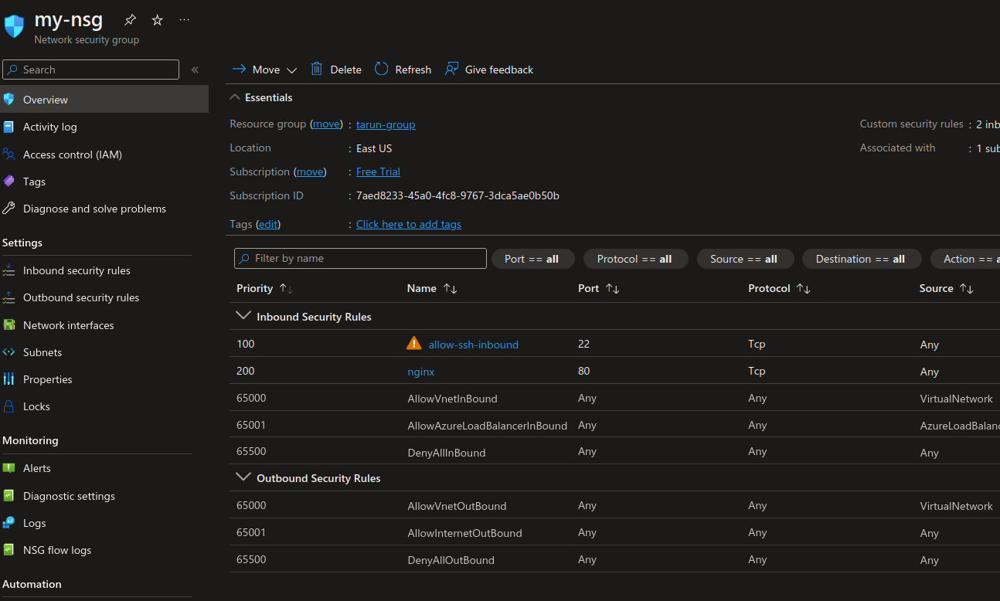 my-nsg
Network security group
Search
Move Delete Refresh Give feedback
Overview
Activity log
Access control (IAM)
Tags
Diagnose and solve problems
Settings
Inbound security rules
Outbound security rules
Network interfaces
Subnets
Properties
Locks
Monitoring
Alerts
Diagnostic settings
Logs
NSG flow logs
Automation
Essentials
Resource group (move) : tarun-group
Location : East US
Subscription (move) : Free Trial
Subscription ID : 7aed8233-45a0-4fc8-9767-3dca5ae0b50b
Tags (edit) : Click here to add tags
Custom security rules : 2 inb
Associated with : 1 sub
Filter by name Port == all Protocol == all Source == all Destination == all Action == a
Priority Name Port Protocol Source
Inbound Security Rules
100 allow-ssh-inbound 22 Tcp Any
200 nginx 80 Tcp Any
65000 AllowVnetInBound Any Any VirtualNetwork
65001 AllowAzureLoadBalancerInBound Any Any AzureLoadBalanc
65500 DenyAllInBound Any Any Any
Outbound Security Rules
65000 AllowVnetOutBound Any Any VirtualNetwork
65001 AllowInternetOutBound Any Any Any
65500 DenyAllOutBound Any Any Any